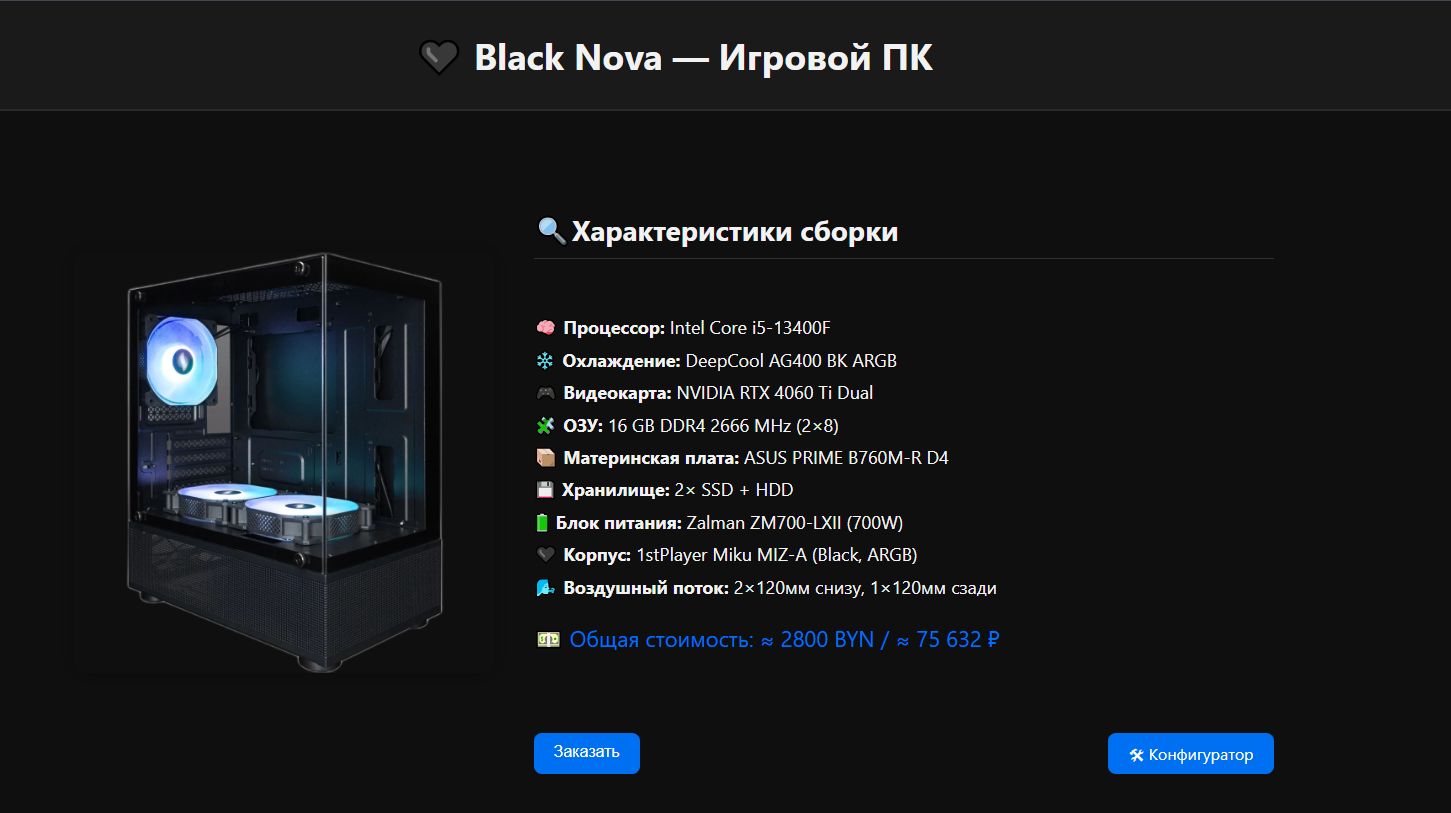 🖤 Black Nova — Игровой ПК
🔍 Характеристики сборки
🧠 Процессор: Intel Core i5-13400F
❄️ Охлаждение: DeepCool AG400 BK ARGB
🎮 Видеокарта: NVIDIA RTX 4060 Ti Dual
🧩 ОЗУ: 16 GB DDR4 2666 MHz (2×8)
📦 Материнская плата: ASUS PRIME B760M-R D4
💾 Хранилище: 2× SSD + HDD
🔋 Блок питания: Zalman ZM700-LXII (700W)
🖤 Корпус: 1stPlayer Miku MIZ-A (Black, ARGB)
🌬️ Воздушный поток: 2×120мм снизу, 1×120мм сзади
💵 Общая стоимость: ≈ 2800 BYN / ≈ 75 632 ₽
Заказать
🛠 Конфигуратор